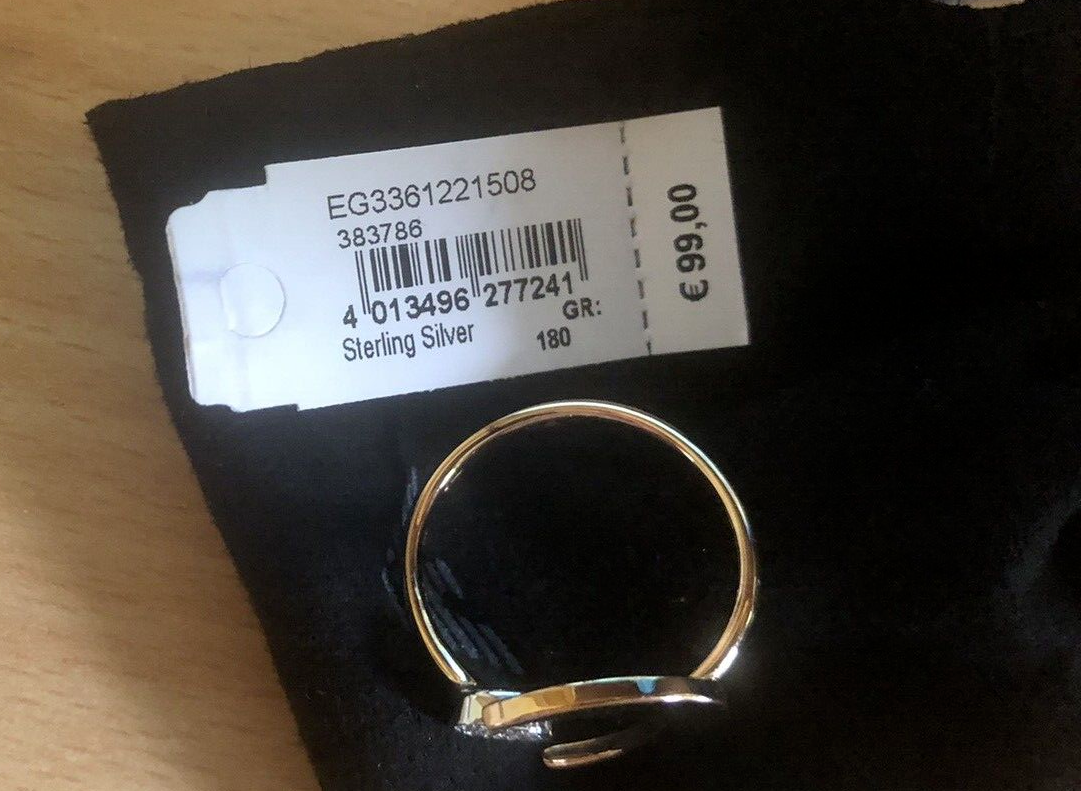 EG3361221508
383786
4 013496 277241
GR:
Sterling Silver
180
€ 99,00